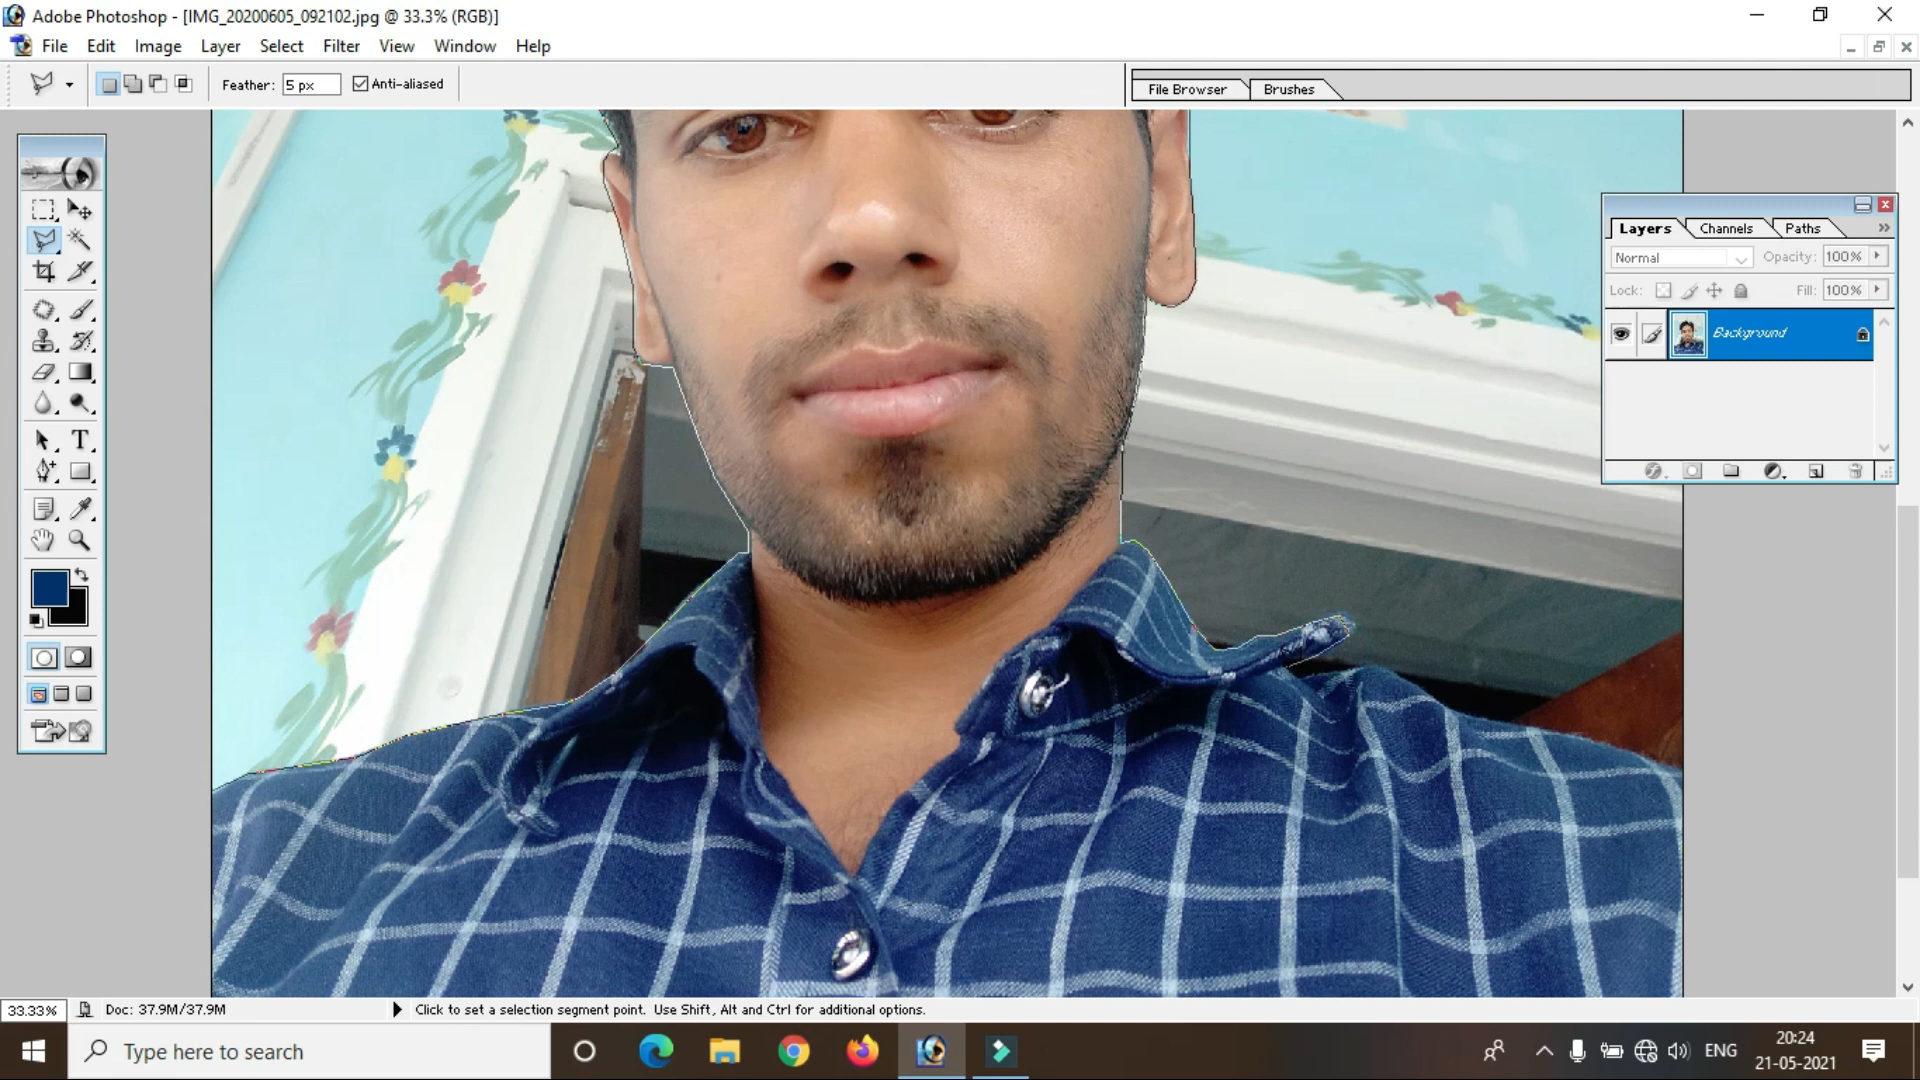 Adobe Photoshop - [IMG_20200605_092102.jpg @ 33.3% (RGB)]
File Edit Image Layer Select Filter View Window Help
Feather: 5 px Anti-aliased
File Browser Brushes
Layers Channels Paths
Normal Opacity: 100%
Lock: Fill: 100%
Background
T
33.33% Doc: 37.9M/37.9M Click to set a selection segment point. Use Shift, Alt and Ctrl for additional options.
Type here to search
ENG
20:24
21-05-2021